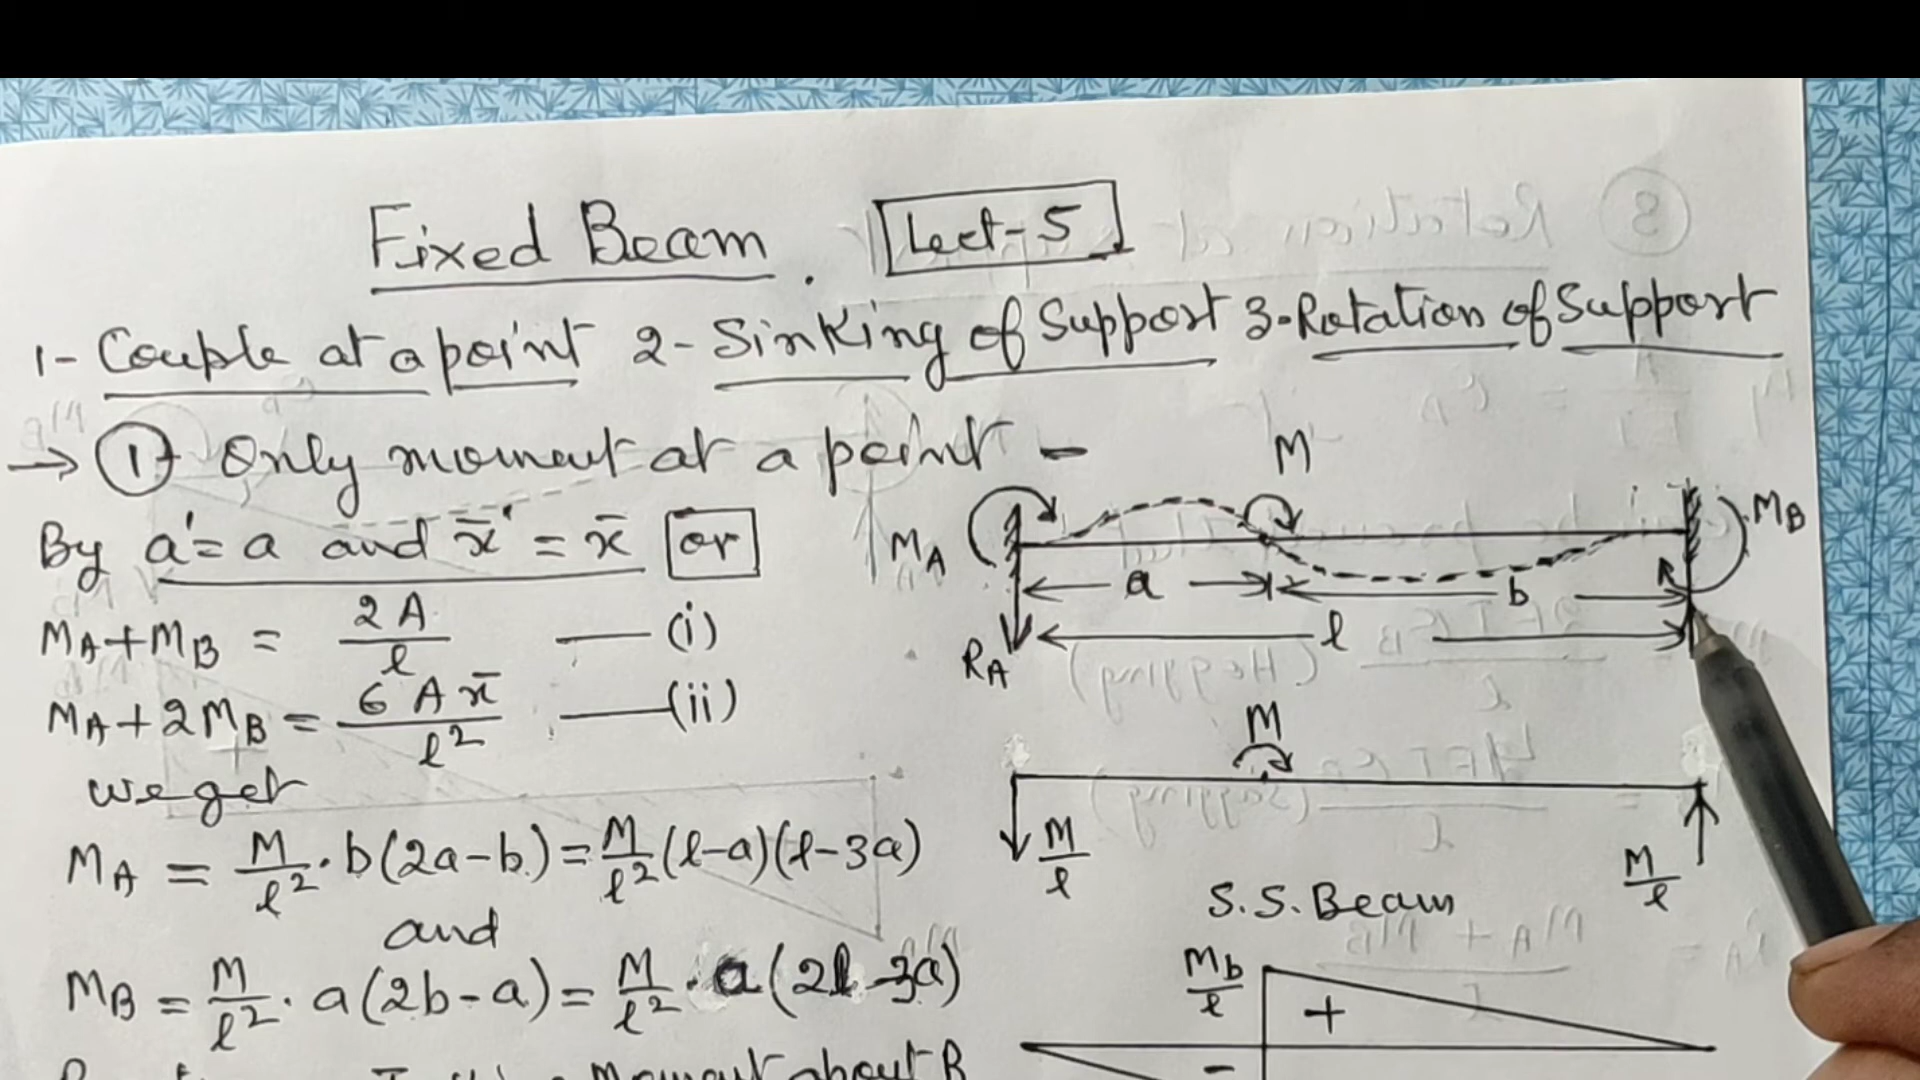 Fixed Beam. Lect-5
1- Couple at a point 2- Sinking of Support 3-Rotation of Support
→ 1 Only moment at a point -
By a' = a and x̄' = x̄ or
MA + MB = 2A/l —— (i)
MA + 2MB = 6Ax̄/l² —— (ii)
we get
MA = M/l² · b(2a-b) = M/l² (l-a)(l-3a)
and
MB = M/l² · a(2b-a) = M/l² · a(2l-3a)
Moment about B
M
MA
MB
a
b
RA
l
R
M
M/l
M/l
S.S. Beam
Mb/l
+
-